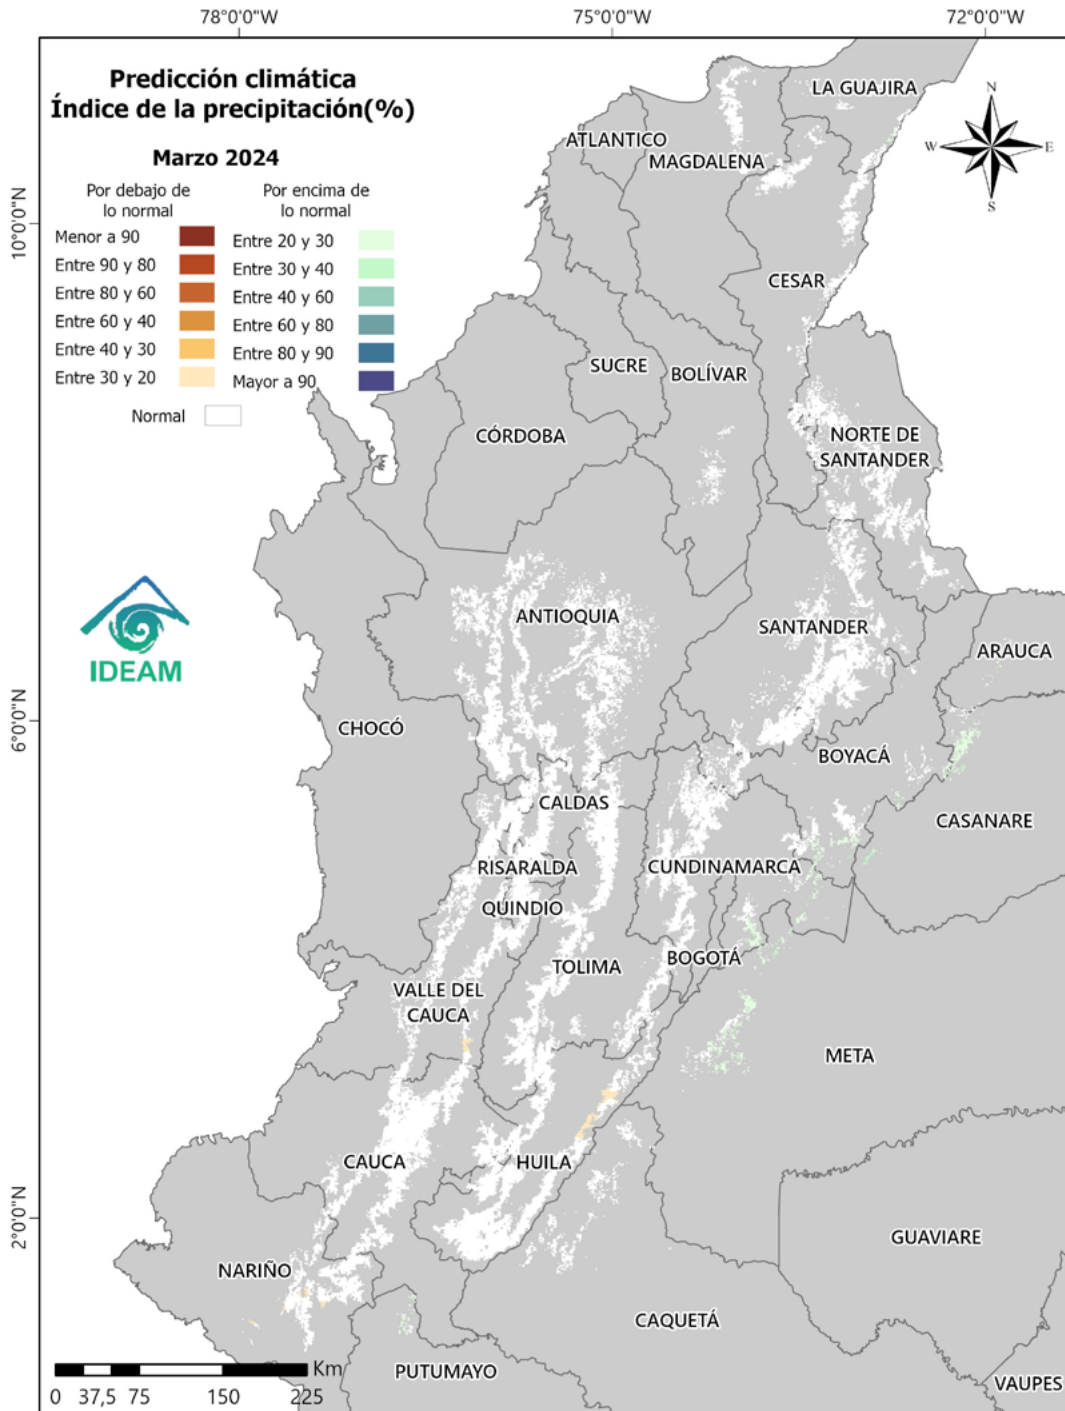 78°0'0"W
75°0'0"W
72°0'0"W
Predicción climática
Índice de la precipitación(%)
Marzo 2024
Por debajo de
lo normal
Menor a 90
Entre 90 y 80
Entre 80 y 60
Entre 60 y 40
Entre 40 y 30
Entre 30 y 20
Por encima de
lo normal
Entre 20 y 30
Entre 30 y 40
Entre 40 y 60
Entre 60 y 80
Entre 80 y 90
Mayor a 90
Normal
N
W
E
S
10°0'0"N
6°0'0"N
2°0'0"N
IDEAM
LA GUAJIRA
ATLANTICO
MAGDALENA
CESAR
SUCRE
BOLÍVAR
CÓRDOBA
NORTE DE
SANTANDER
ANTIOQUIA
SANTANDER
ARAUCA
CHOCÓ
BOYACÁ
CALDAS
CASANARE
RISARALDA
CUNDINAMARCA
QUINDIO
TOLIMA
BOGOTÁ
VALLE DEL
CAUCA
META
CAUCA
HUILA
GUAVIARE
NARIÑO
CAQUETÁ
PUTUMAYO
VAUPES
Km
0 37,5 75 150 225